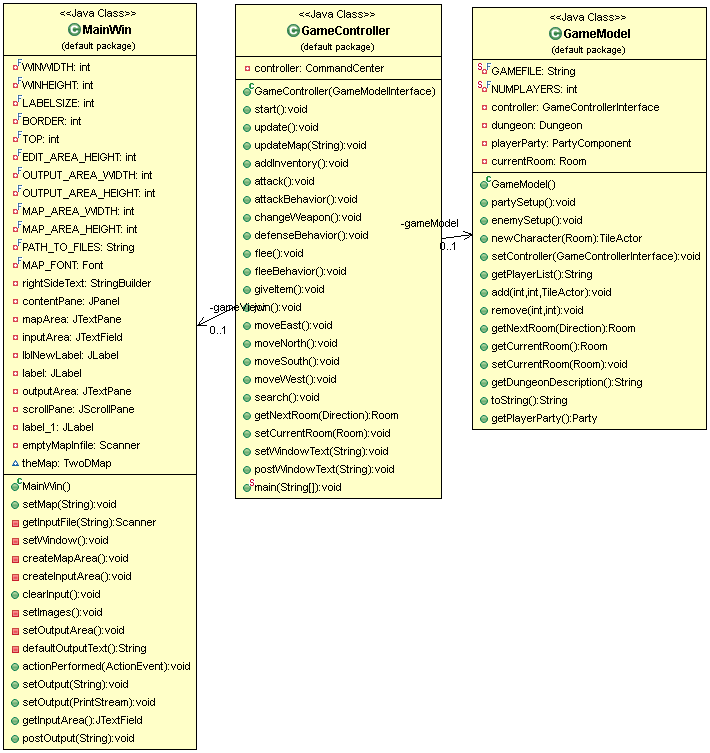 <<Java Class>>
MainWin
(default package)
WINWIDTH: int
WINHEIGHT: int
LABELSIZE: int
BORDER: int
TOP: int
EDIT_AREA_HEIGHT: int
OUTPUT_AREA_WIDTH: int
OUTPUT_AREA_HEIGHT: int
MAP_AREA_WIDTH: int
MAP_AREA_HEIGHT: int
PATH_TO_FILES: String
MAP_FONT: Font
rightSideText: StringBuilder
contentPane: JPanel
mapArea: JTextPane
inputArea: JTextField
lblNewLabel: JLabel
label: JLabel
outputArea: JTextPane
scrollPane: JScrollPane
label_1: JLabel
emptyMapInfile: Scanner
theMap: TwoDMap
MainWin()
setMap(String):void
getInputFile(String):Scanner
setWindow():void
createMapArea():void
createInputArea():void
clearInput():void
setImages():void
setOutputArea():void
defaultOutputText():String
actionPerformed(ActionEvent):void
setOutput(String):void
setOutput(PrintStream):void
getInputArea():JTextField
postOutput(String):void
-gameView
0..1
<<Java Class>>
GameController
(default package)
controller: CommandCenter
GameController(GameModelInterface)
start():void
update():void
updateMap(String):void
addInventory():void
attack():void
attackBehavior():void
changeWeapon():void
defenseBehavior():void
flee():void
fleeBehavior():void
giveItem():void
join():void
moveEast():void
moveNorth():void
moveSouth():void
moveWest():void
search():void
getNextRoom(Direction):Room
setCurrentRoom(Room):void
setWindowText(String):void
postWindowText(String):void
main(String[]):void
-gameModel
0..1
<<Java Class>>
GameModel
(default package)
GAMEFILE: String
NUMPLAYERS: int
controller: GameControllerInterface
dungeon: Dungeon
playerParty: PartyComponent
currentRoom: Room
GameModel()
partySetup():void
enemySetup():void
newCharacter(Room):TileActor
setController(GameControllerInterface):void
getPlayerList():String
add(int,int,TileActor):void
remove(int,int):void
getNextRoom(Direction):Room
getCurrentRoom():Room
setCurrentRoom(Room):void
getDungeonDescription():String
toString():String
getPlayerParty():Party